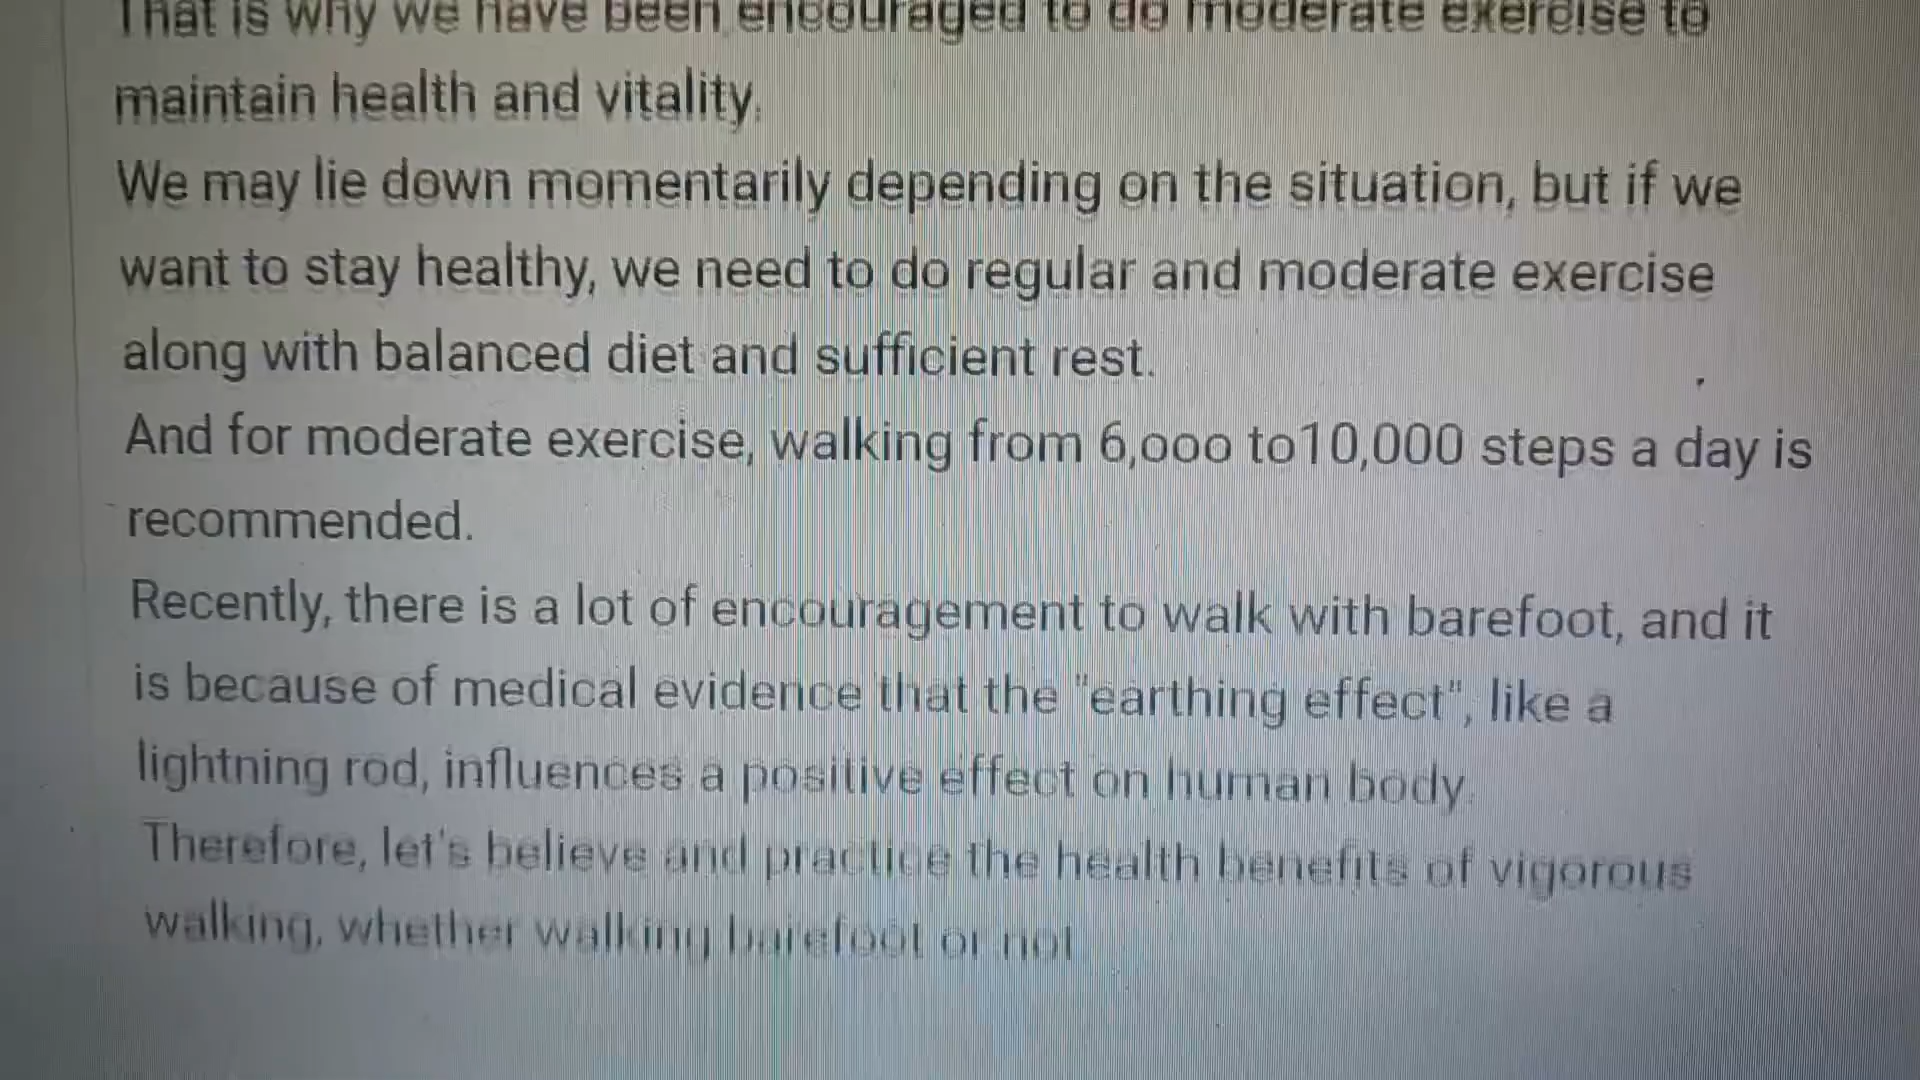 That is why we have been encouraged to do moderate exercise to
maintain health and vitality.
We may lie down momentarily depending on the situation, but if we
want to stay healthy, we need to do regular and moderate exercise
along with balanced diet and sufficient rest.
And for moderate exercise, walking from 6,ooo to10,000 steps a day is
recommended.
Recently, there is a lot of encouragement to walk with barefoot, and it
is because of medical evidence that the "earthing effect", like a
lightning rod, influences a positive effect on human body.
Therefore, let's believe and practice the health benefits of vigorous
walking, whether walking barefoot or not